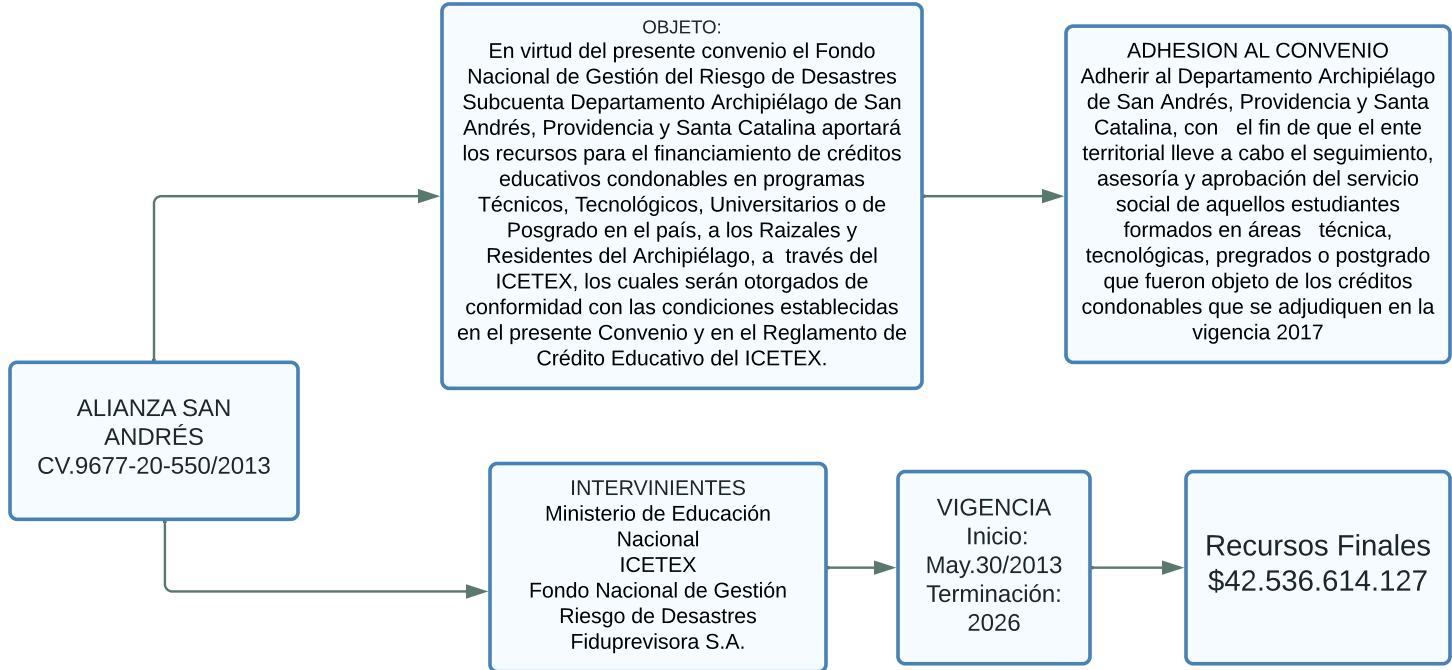 OBJETO:
En virtud del presente convenio el Fondo
Nacional de Gestión del Riesgo de Desastres
Subcuenta Departamento Archipiélago de San
Andrés, Providencia y Santa Catalina aportará
los recursos para el financiamiento de créditos
educativos condonables en programas
Técnicos, Tecnológicos, Universitarios o de
Posgrado en el país, a los Raizales y
Residentes del Archipiélago, a  través del
ICETEX, los cuales serán otorgados de
conformidad con las condiciones establecidas
en el presente Convenio y en el Reglamento de
Crédito Educativo del ICETEX.
ADHESION AL CONVENIO
Adherir al Departamento Archipiélago
de San Andrés, Providencia y Santa
Catalina, con   el fin de que el ente
territorial lleve a cabo el seguimiento,
asesoría y aprobación del servicio
social de aquellos estudiantes
formados en áreas   técnica,
tecnológicas, pregrados o postgrado
que fueron objeto de los créditos
condonables que se adjudiquen en la
vigencia 2017
ALIANZA SAN
ANDRÉS
CV.9677-20-550/2013
INTERVINIENTES
Ministerio de Educación
Nacional
ICETEX
Fondo Nacional de Gestión
Riesgo de Desastres
Fiduprevisora S.A.
VIGENCIA
Inicio:
May.30/2013
Terminación:
2026
Recursos Finales
$42.536.614.127